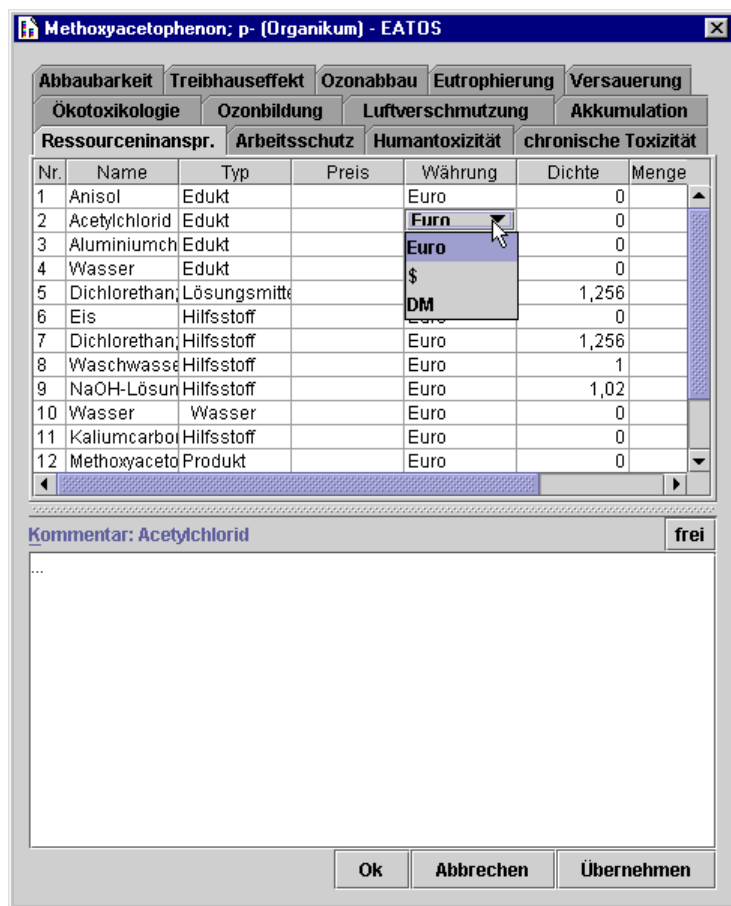 Methoxyacetophenon; p- (Organikum) - EATOS
Abbaubarkeit Treibhauseffekt Ozonabbau Eutrophierung Versauerung
Ökotoxikologie Ozonbildung Luftverschmutzung Akkumulation
Ressourceninanspr. Arbeitsschutz Humantoxizität chronische Toxizität
Nr. Name Typ Preis Währung Dichte Menge
1 Anisol Edukt Euro 0
2 Acetylchlorid Edukt Euro 0
3 Aluminiumch Edukt Euro 0
4 Wasser Edukt $ 0
5 Dichlorethan; Lösungsmitte DM 1,256
6 Eis Hilfsstoff Euro 0
7 Dichlorethan; Hilfsstoff Euro 1,256
8 Waschwasse Hilfsstoff Euro 1
9 NaOH-Lösun Hilfsstoff Euro 1,02
10 Wasser Wasser Euro 0
11 Kaliumcarbo Hilfsstoff Euro 0
12 Methoxyaceto Produkt Euro 0
Kommentar: Acetylchlorid frei
...
Ok Abbrechen Übernehmen